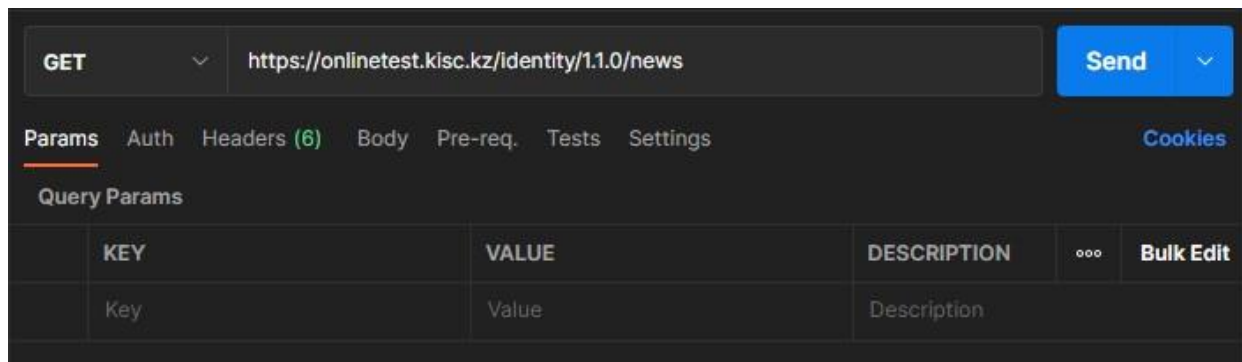 GET https://onlinetest.kisc.kz/identity/1.1.0/news Send
Params Auth Headers (6) Body Pre-req. Tests Settings Cookies
Query Params
KEY VALUE DESCRIPTION ooo Bulk Edit
Key Value Description